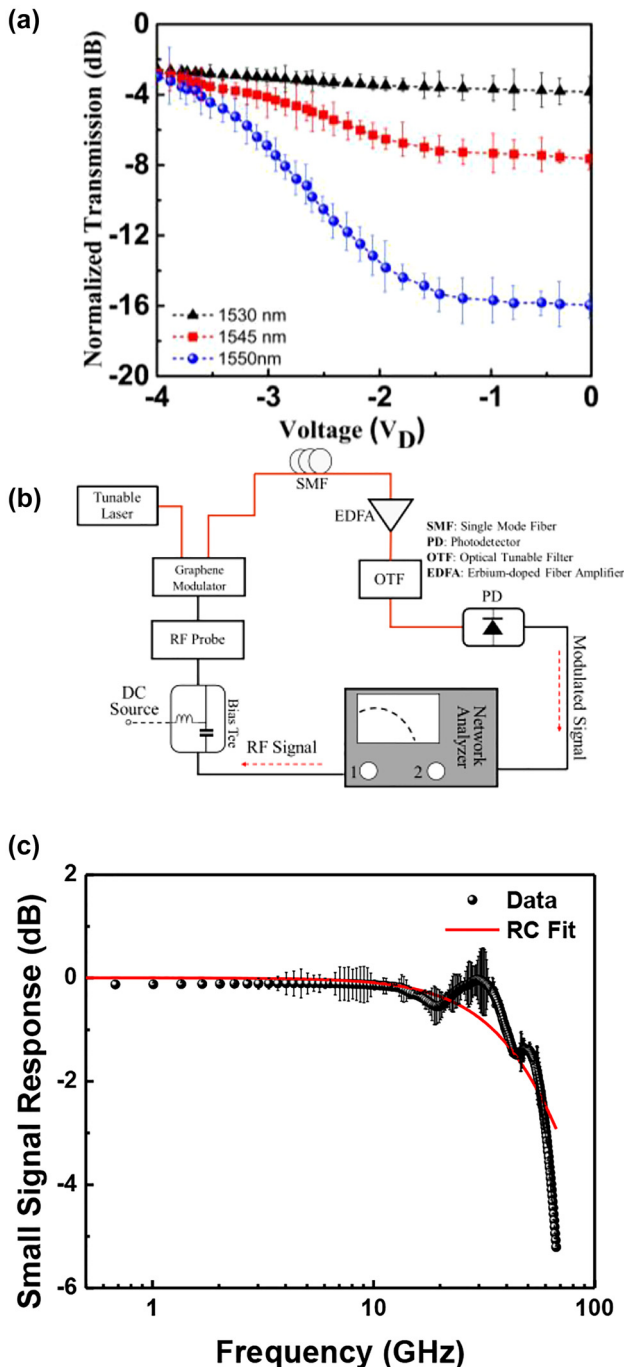 (a)
Normalized Transmission (dB)
0
-4
-8
-12
-16
-20
1530 nm
1545 nm
1550nm
-4
-3
-2
-1
0
Voltage (V_D)
(b)
Tunable
Laser
SMF
EDFA
SMF: Single Mode Fiber
PD: Photodetector
OTF: Optical Tunable Filter
EDFA: Erbium-doped Fiber Amplifier
Graphene
Modulator
OTF
PD
RF Probe
Modulated Signal
DC
Source
Bias Tee
RF Signal
Network
Analyzer
1
2
(c)
Small Signal Response (dB)
2
0
-2
-4
-6
Data
RC Fit
1
10
100
Frequency (GHz)